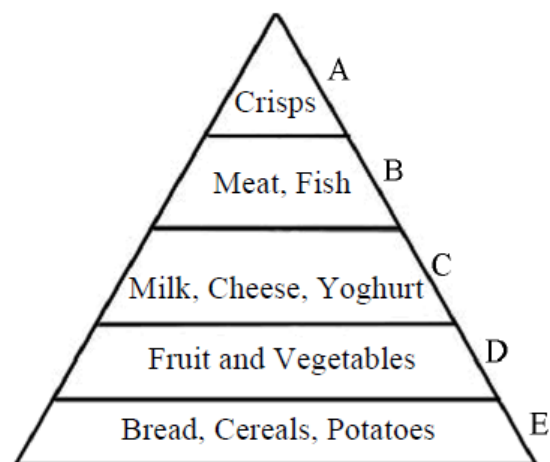 A
Crisps
B
Meat, Fish
C
Milk, Cheese, Yoghurt
D
Fruit and Vegetables
E
Bread, Cereals, Potatoes